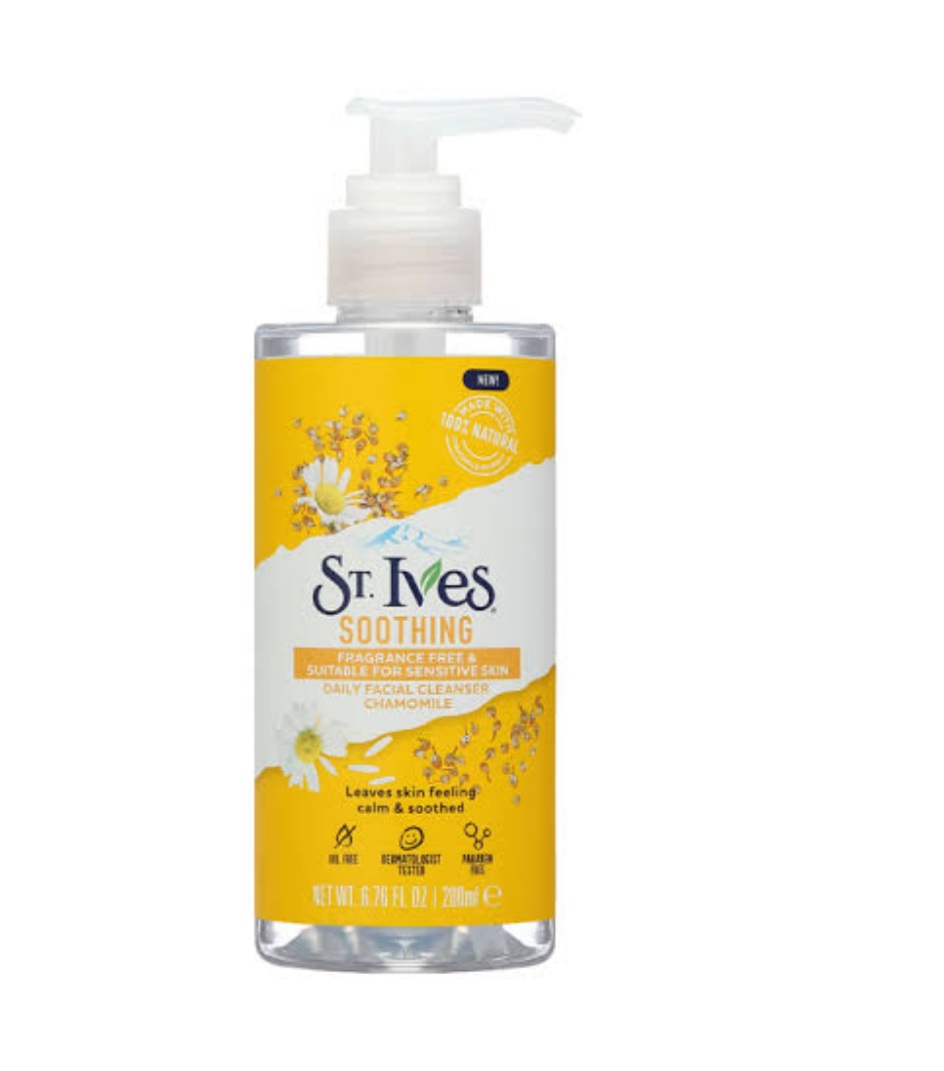 NEW!
MADE WITH
100% NATURAL
ST. Ives
SOOTHING
FRAGRANCE FREE &
SUITABLE FOR SENSITIVE SKIN
DAILY FACIAL CLEANSER
CHAMOMILE
Leaves skin feeling
calm & soothed
OIL FREE
DERMATOLOGIST
TESTED
PARABEN
FREE
NET WT. 6.76 FL OZ | 200ml e